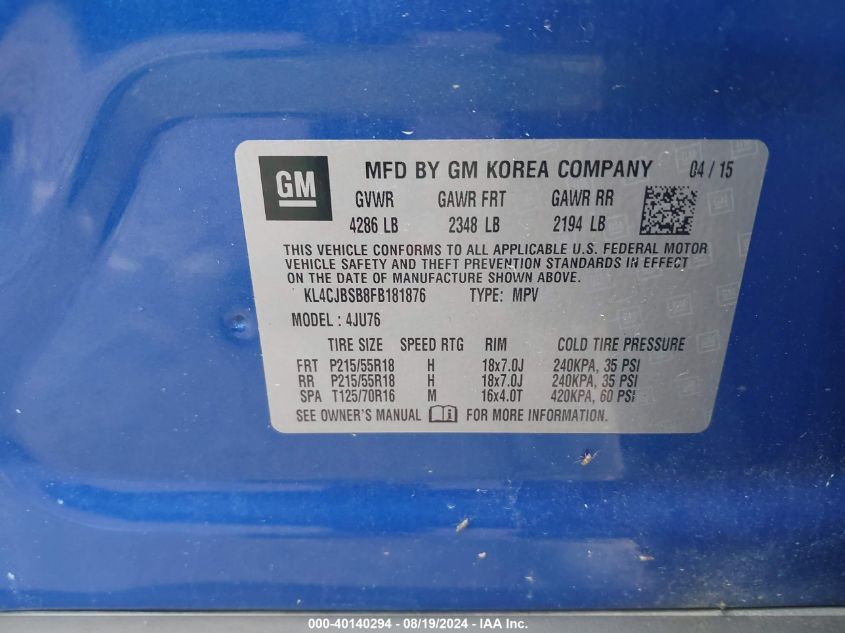 GM MFD BY GM KOREA COMPANY 04 / 15
GVWR GAWR FRT GAWR RR
4286 LB 2348 LB 2194 LB
THIS VEHICLE CONFORMS TO ALL APPLICABLE U.S. FEDERAL MOTOR
VEHICLE SAFETY AND THEFT PREVENTION STANDARDS IN EFFECT
ON THE DATE OF MANUFACTURE SHOWN ABOVE.
KL4CJBSB8FB181876 TYPE: MPV
MODEL : 4JU76
TIRE SIZE SPEED RTG RIM COLD TIRE PRESSURE
FRT P215/55R18 H 18x7.0J 240KPA, 35 PSI
RR P215/55R18 H 18x7.0J 240KPA, 35 PSI
SPA T125/70R16 M 16x4.0T 420KPA, 60 PSI
SEE OWNER'S MANUAL FOR MORE INFORMATION.
000-40140294 - 08/19/2024 - IAA Inc.